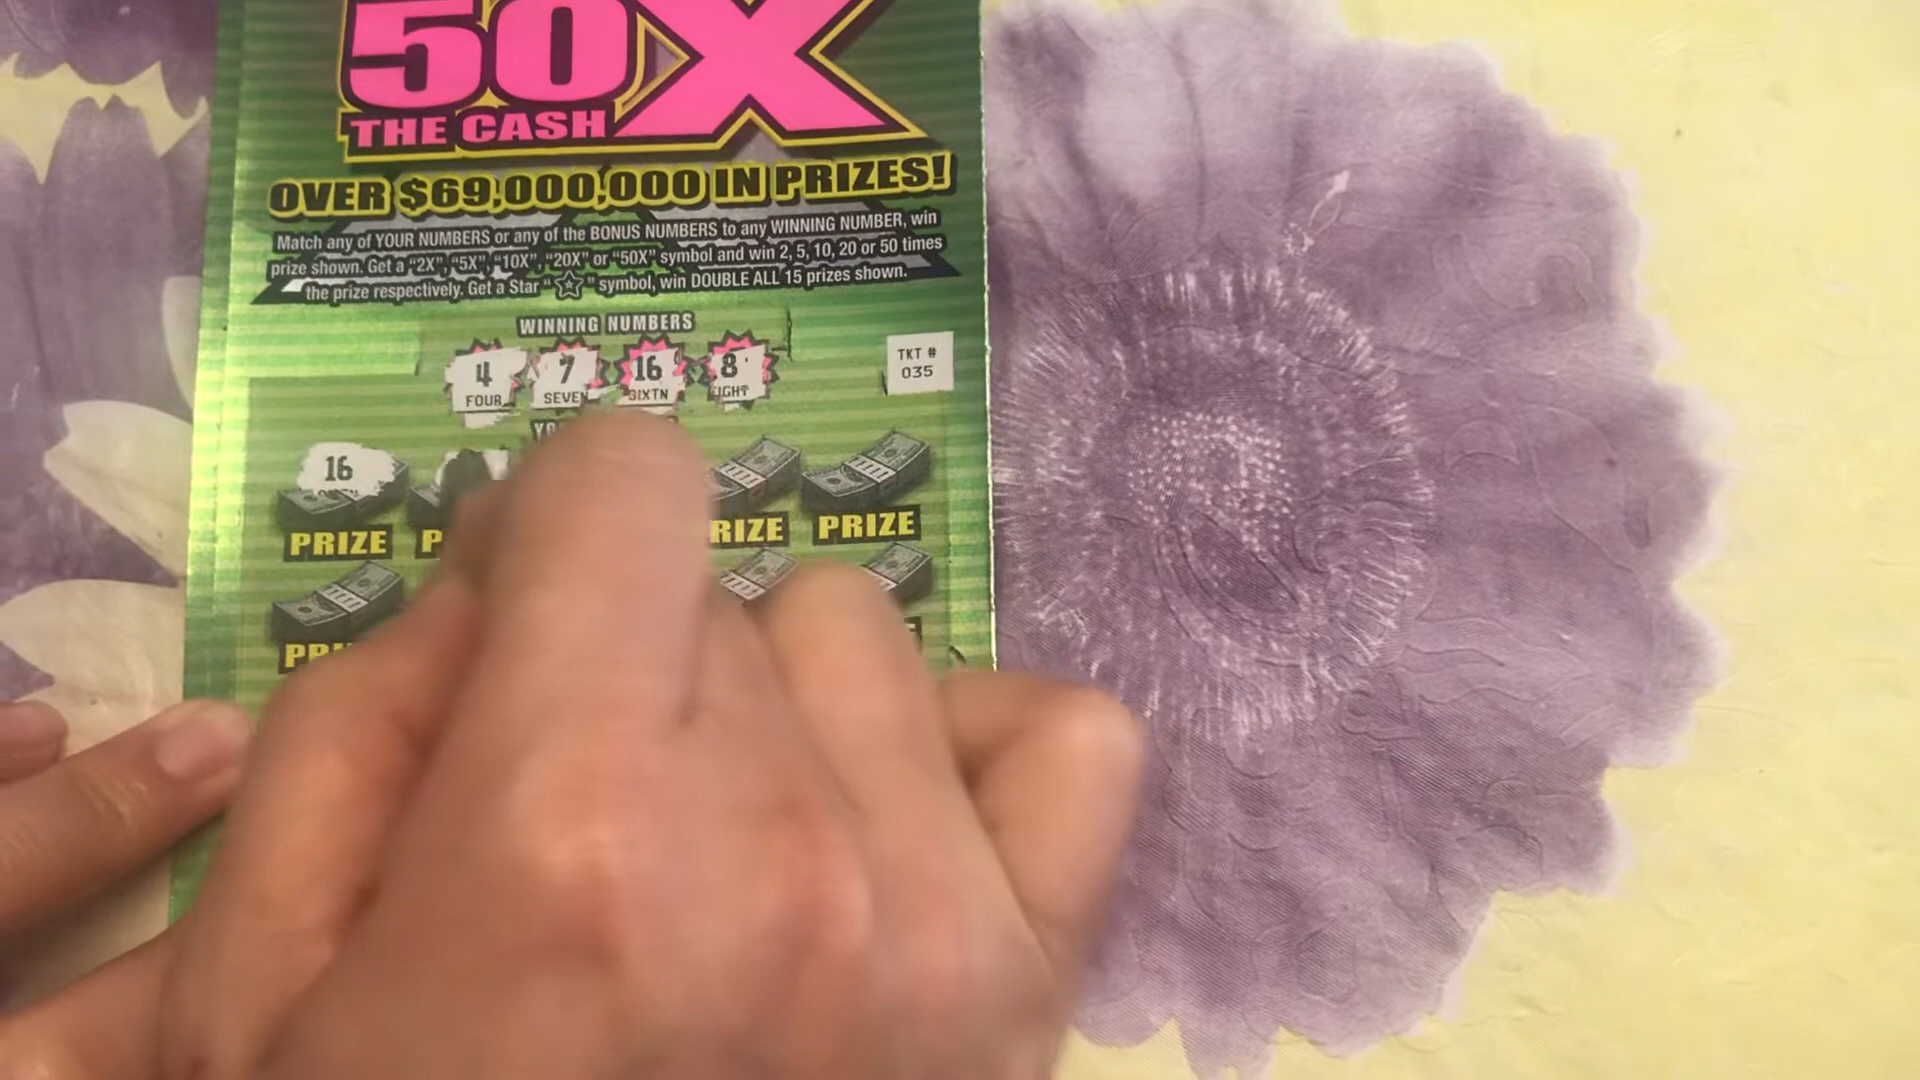 50X
THE CASH
OVER $69,000,000 IN PRIZES!
Match any of YOUR NUMBERS or any of the BONUS NUMBERS to any WINNING NUMBER, win
prize shown. Get a "2X", "5X", "10X", "20X" or "50X" symbol and win 2, 5, 10, 20 or 50 times
the prize respectively. Get a Star "☆" symbol, win DOUBLE ALL 15 prizes shown.
WINNING NUMBERS
4 7 16 8
FOUR SEVEN SIXTN IGHT
TKT #
035
16
PRIZE P RIZE PRIZE